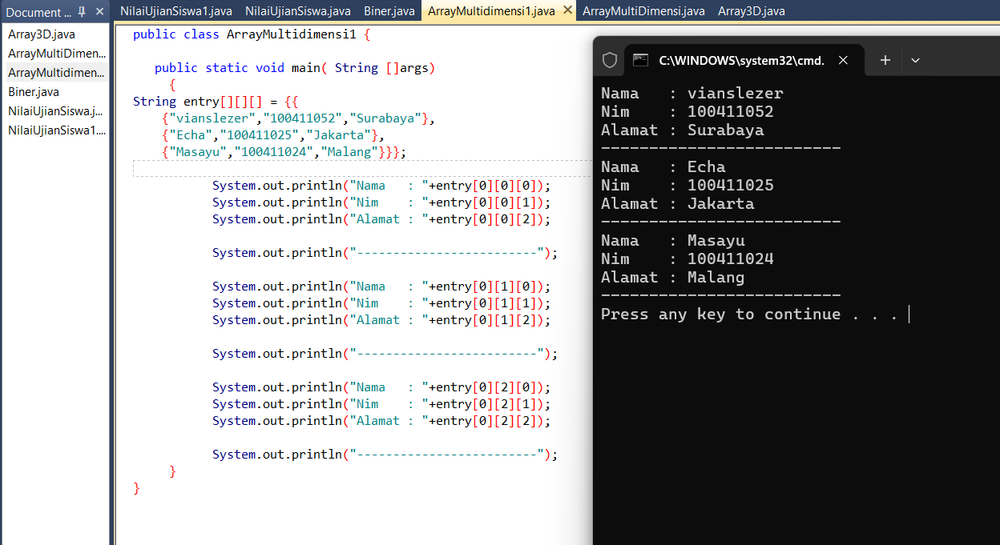 Document ...
Array3D.java
ArrayMultiDimen...
ArrayMultidimen...
Biner.java
NilaiUjianSiswa.j...
NilaiUjianSiswa1....
NilaiUjianSiswa1.java NilaiUjianSiswa.java Biner.java ArrayMultidimensi1.java ArrayMultiDimensi.java Array3D.java
public class ArrayMultidimensi1 {
public static void main( String []args)
{
String entry[][][] = {{
{"vianslezer","100411052","Surabaya"},
{"Echa","100411025","Jakarta"},
{"Masayu","100411024","Malang"}}};
System.out.println("Nama   : "+entry[0][0][0]);
System.out.println("Nim    : "+entry[0][0][1]);
System.out.println("Alamat : "+entry[0][0][2]);
System.out.println("-------------------------");
System.out.println("Nama   : "+entry[0][1][0]);
System.out.println("Nim    : "+entry[0][1][1]);
System.out.println("Alamat : "+entry[0][1][2]);
System.out.println("-------------------------");
System.out.println("Nama   : "+entry[0][2][0]);
System.out.println("Nim    : "+entry[0][2][1]);
System.out.println("Alamat : "+entry[0][2][2]);
System.out.println("-------------------------");
}
}
C:\WINDOWS\system32\cmd.
Nama   : vianslezer
Nim    : 100411052
Alamat : Surabaya
-------------------------
Nama   : Echa
Nim    : 100411025
Alamat : Jakarta
-------------------------
Nama   : Masayu
Nim    : 100411024
Alamat : Malang
-------------------------
Press any key to continue . . .